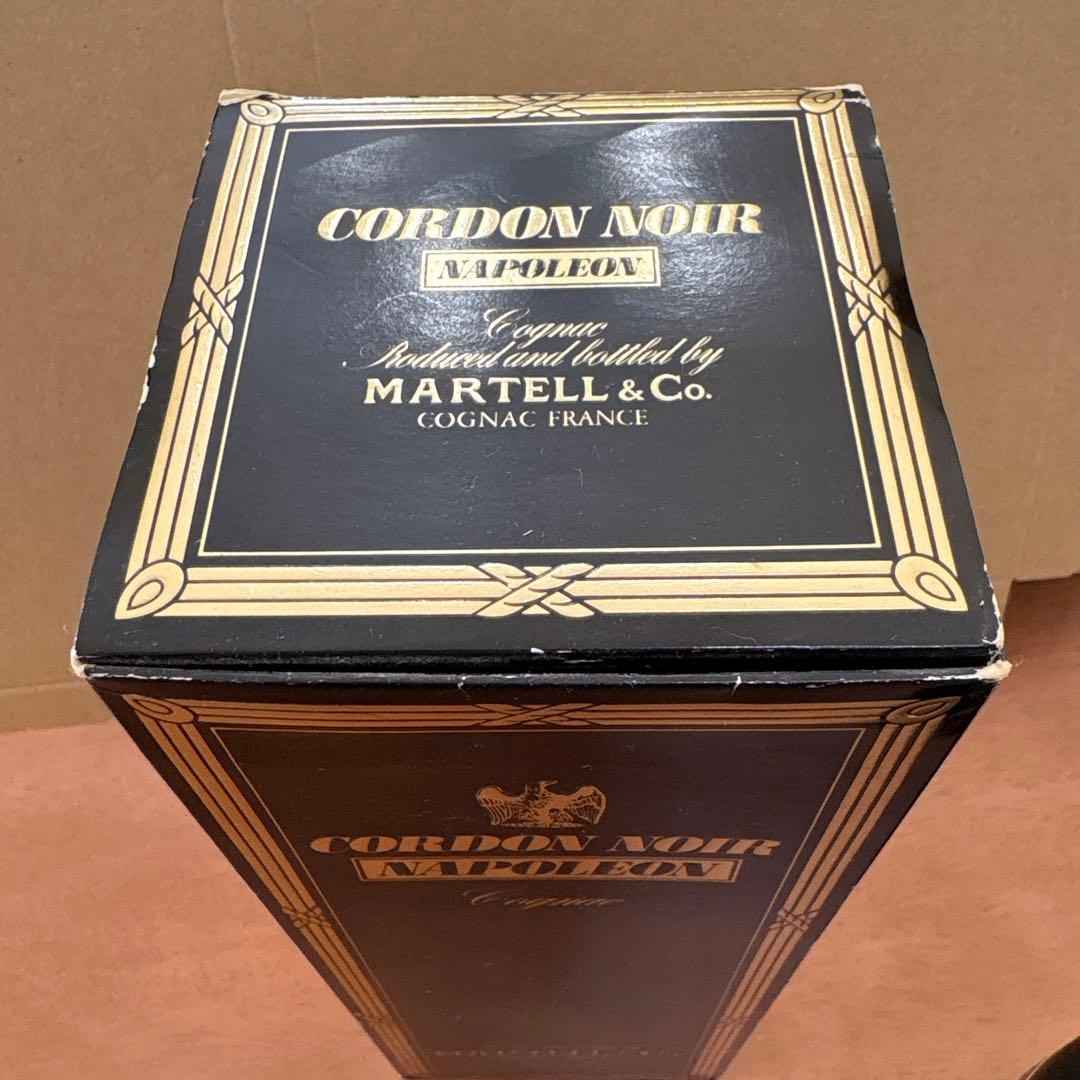 CORDON NOIR
NAPOLEON
Cognac
Produced and bottled by
MARTELL & Co.
COGNAC FRANCE
CORDON NOIR
NAPOLEON
Cognac